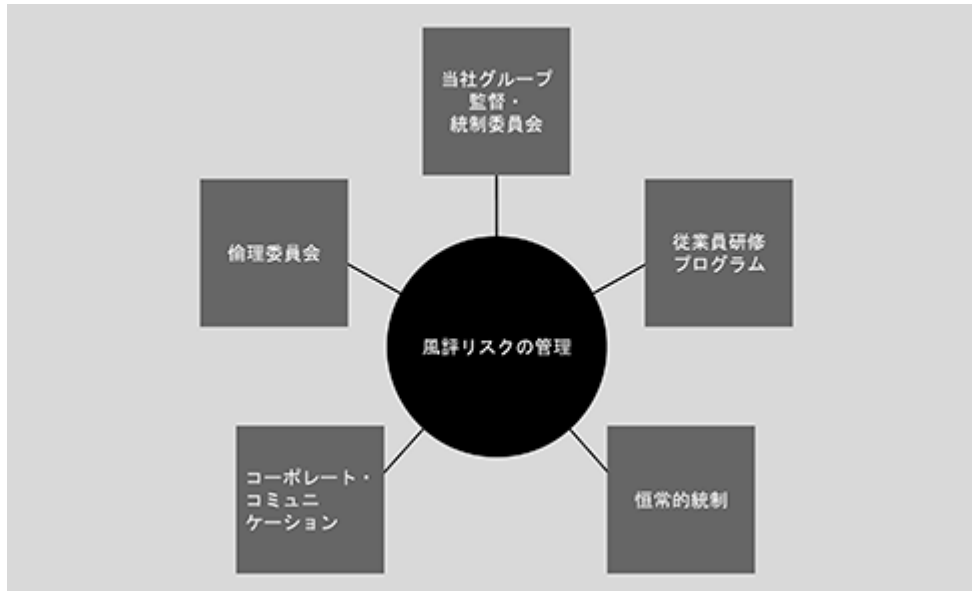 当社グループ
監督・
統制委員会
倫理委員会
従業員研修
プログラム
風評リスクの管理
コーポレート・
コミュニ
ケーション
恒常的統制